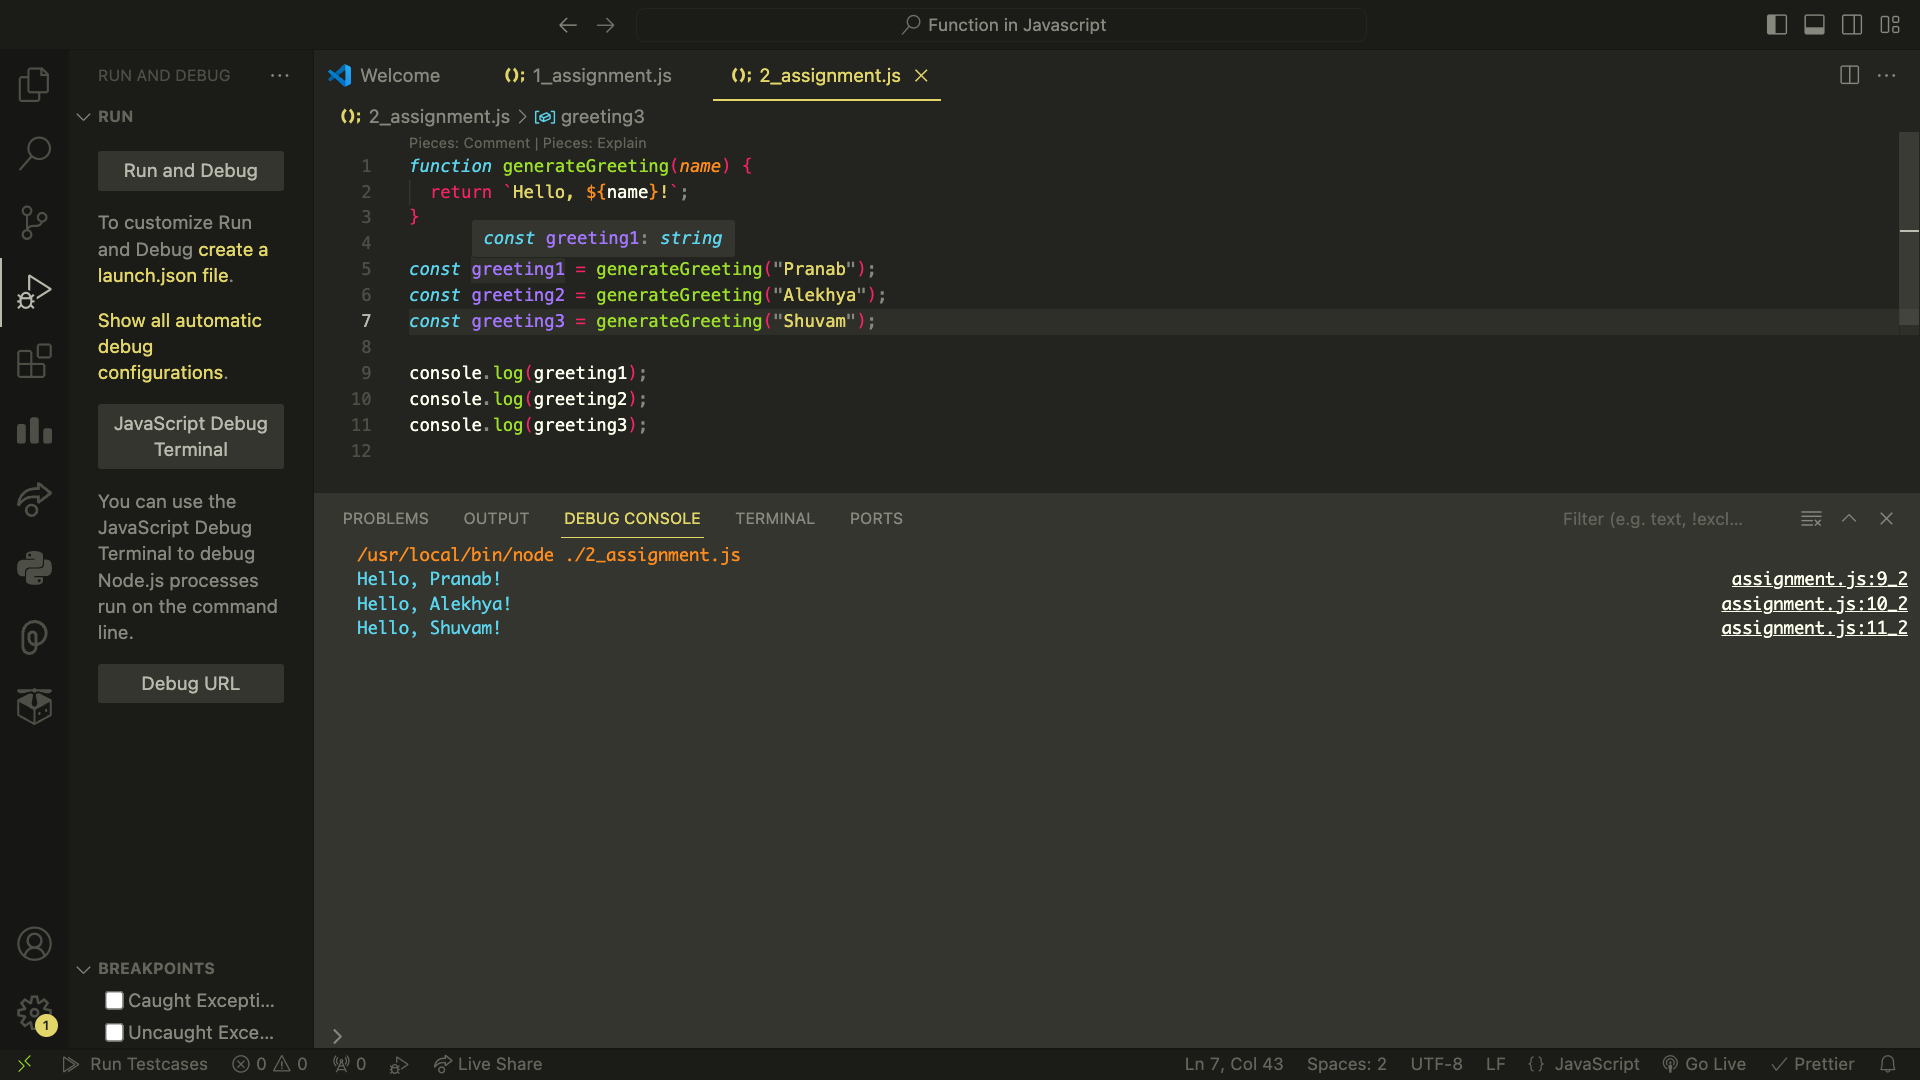 Function in Javascript
RUN AND DEBUG
RUN
Run and Debug
To customize Run
and Debug create a
launch.json file.
Show all automatic
debug
configurations.
JavaScript Debug
Terminal
You can use the
JavaScript Debug
Terminal to debug
Node.js processes
run on the command
line.
Debug URL
BREAKPOINTS
Caught Excepti...
Uncaught Exce...
1
Welcome
(); 1_assignment.js
(); 2_assignment.js
(); 2_assignment.js > greeting3
Pieces: Comment | Pieces: Explain
1 function generateGreeting(name) {
2 return `Hello, ${name}!`;
3 }
4
const greeting1: string
5 const greeting1 = generateGreeting("Pranab");
6 const greeting2 = generateGreeting("Alekhya");
7 const greeting3 = generateGreeting("Shuvam");
8
9 console.log(greeting1);
10 console.log(greeting2);
11 console.log(greeting3);
12
PROBLEMS OUTPUT DEBUG CONSOLE TERMINAL PORTS Filter (e.g. text, !excl...
/usr/local/bin/node ./2_assignment.js
Hello, Pranab! assignment.js:9_2
Hello, Alekhya! assignment.js:10_2
Hello, Shuvam! assignment.js:11_2
>
Run Testcases 0 0 0 Live Share Ln 7, Col 43 Spaces: 2 UTF-8 LF {} JavaScript Go Live Prettier